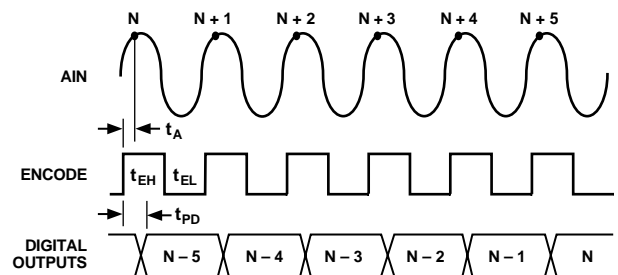 N N + 1 N + 2 N + 3 N + 4 N + 5
AIN
tA
ENCODE tEH tEL
tPD
DIGITAL
OUTPUTS N – 5 N – 4 N – 3 N – 2 N – 1 N